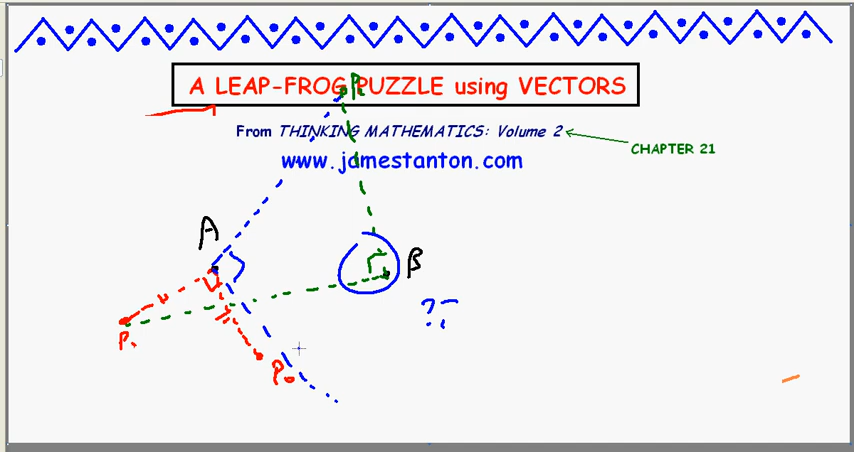 A LEAP-FROG PUZZLE using VECTORS
From THINKING MATHEMATICS: Volume 2
CHAPTER 21
www.jamestanton.com
A
B
??
P₁
P₀